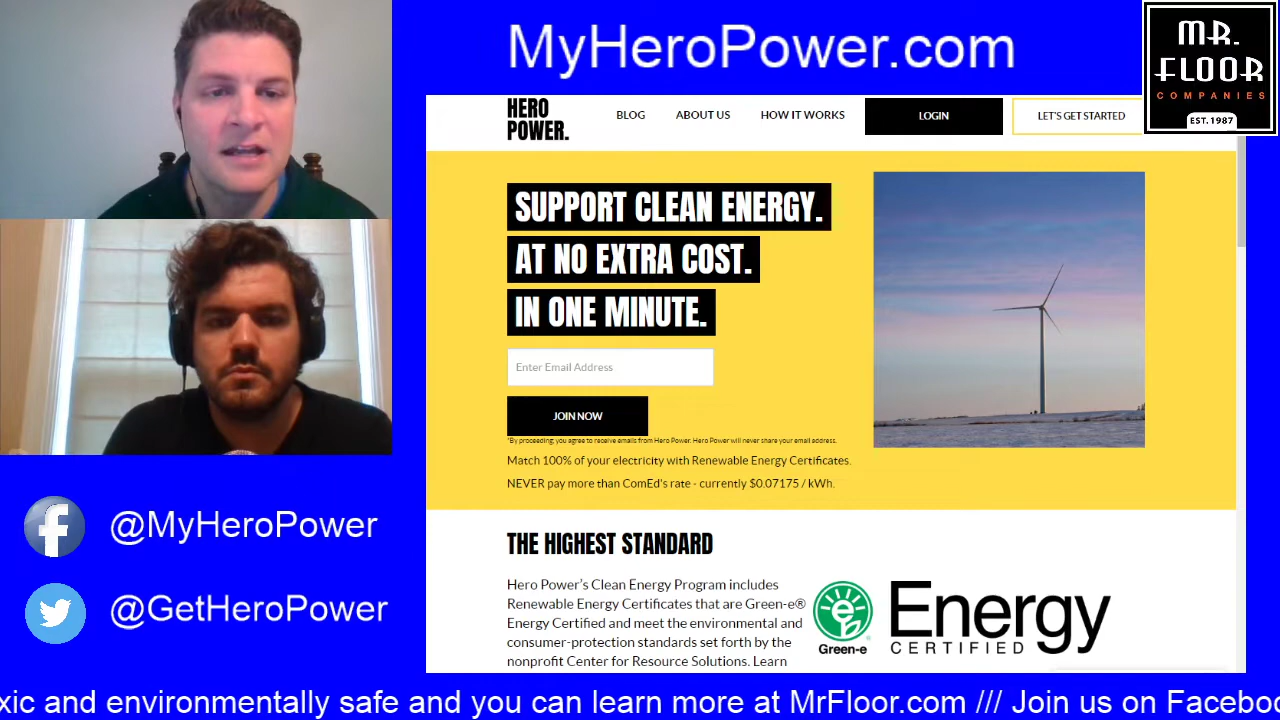 MyHeroPower.com
MR.
FLOOR
COMPANIES
EST. 1987
HERO
POWER.
BLOG
ABOUT US
HOW IT WORKS
LOGIN
LET'S GET STARTED
SUPPORT CLEAN ENERGY.
AT NO EXTRA COST.
IN ONE MINUTE.
Enter Email Address
JOIN NOW
*By proceeding, you agree to receive emails from Hero Power. Hero Power will never share your email address.
Match 100% of your electricity with Renewable Energy Certificates.
NEVER pay more than ComEd's rate - currently $0.07175 / kWh.
THE HIGHEST STANDARD
Hero Power's Clean Energy Program includes
Renewable Energy Certificates that are Green-e®
Energy Certified and meet the environmental and
consumer-protection standards set forth by the
nonprofit Center for Resource Solutions. Learn
Green-e
Energy
CERTIFIED
@MyHeroPower
@GetHeroPower
xic and environmentally safe and you can learn more at MrFloor.com /// Join us on Faceboo